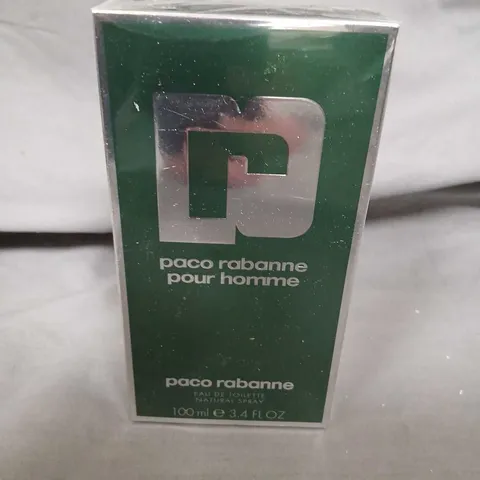 paco rabanne
pour homme
paco rabanne
EAU DE TOILETTE
NATURAL SPRAY
100 ml e 3.4 FL OZ